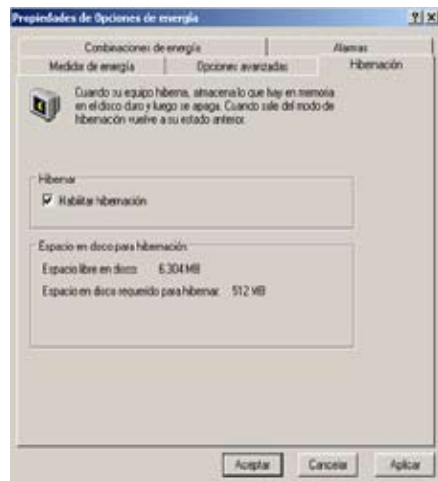 Propiedades de Opciones de energía
Combinaciones de energía
Alarmas
Medidor de energía
Opciones avanzadas
Hibernación
Cuando su equipo hiberna, almacena lo que hay en memoria
en el disco duro y luego se apaga. Cuando sale del modo de
hibernación vuelve a su estado anterior.
Hibernar
Habilitar hibernación
Espacio en disco para hibernación
Espacio libre en disco: 6.304 MB
Espacio en disco requerido para hibernar: 512 MB
Aceptar
Cancelar
Aplicar